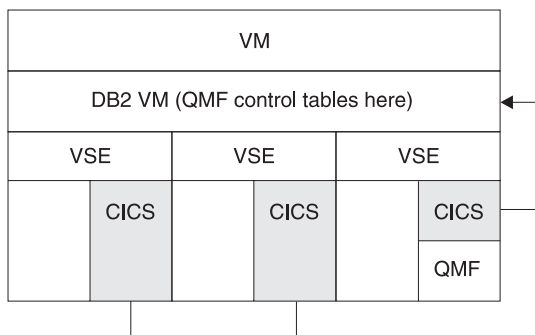 VM
DB2 VM (QMF control tables here)
VSE VSE VSE
CICS CICS CICS
QMF